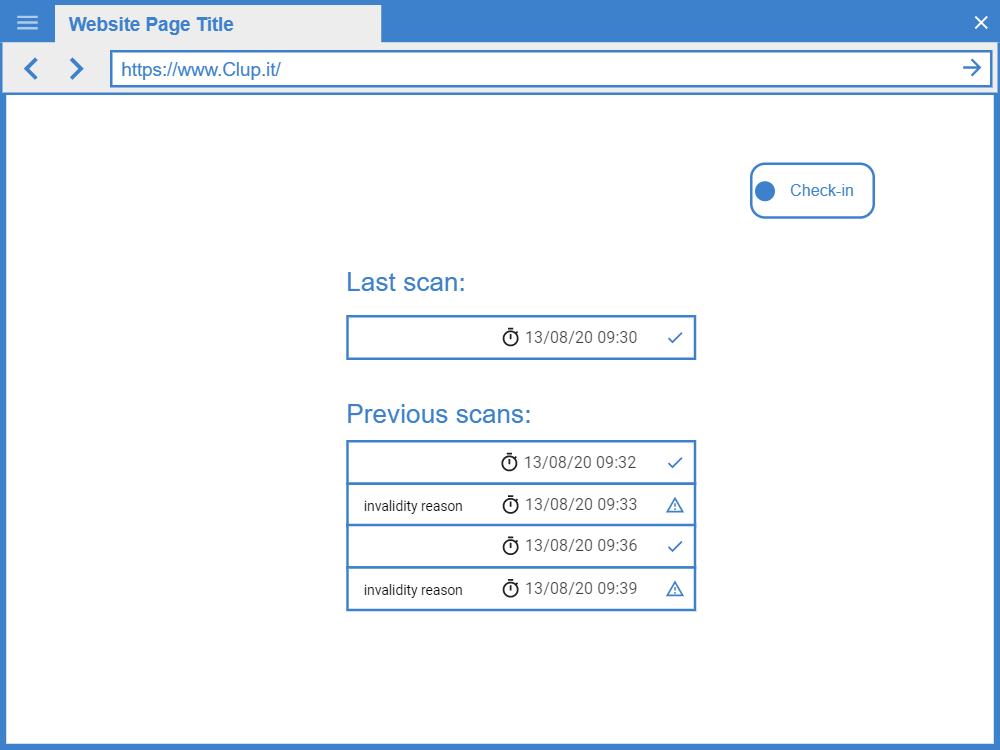 Website Page Title
https://www.Clup.it/
Check-in
Last scan:
13/08/20 09:30
Previous scans:
13/08/20 09:32
invalidity reason 13/08/20 09:33
13/08/20 09:36
invalidity reason 13/08/20 09:39